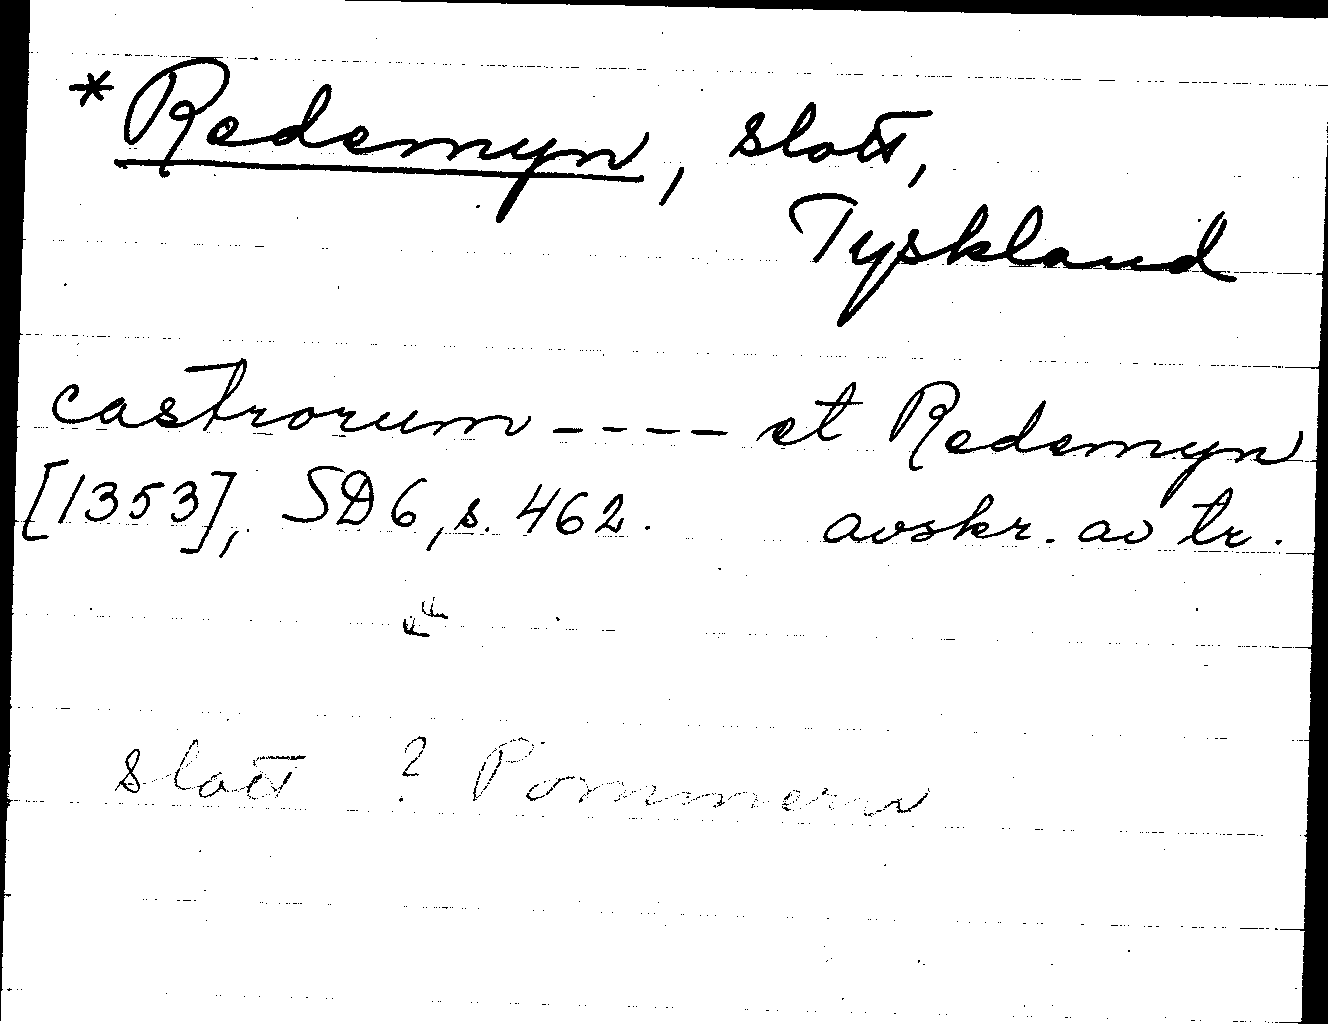 *Redemyn, slott,
Tyskland
castrorum ---- et Redemyn
[1353], SD6, s. 462. avskr. av tr.
slott ? Pommern